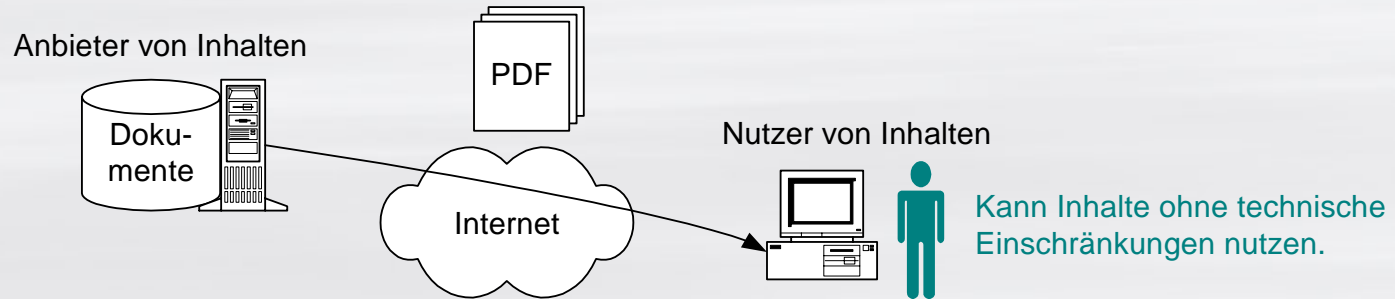 Anbieter von Inhalten
PDF
Doku-
mente
Nutzer von Inhalten
Internet
Kann Inhalte ohne technische
Einschränkungen nutzen.